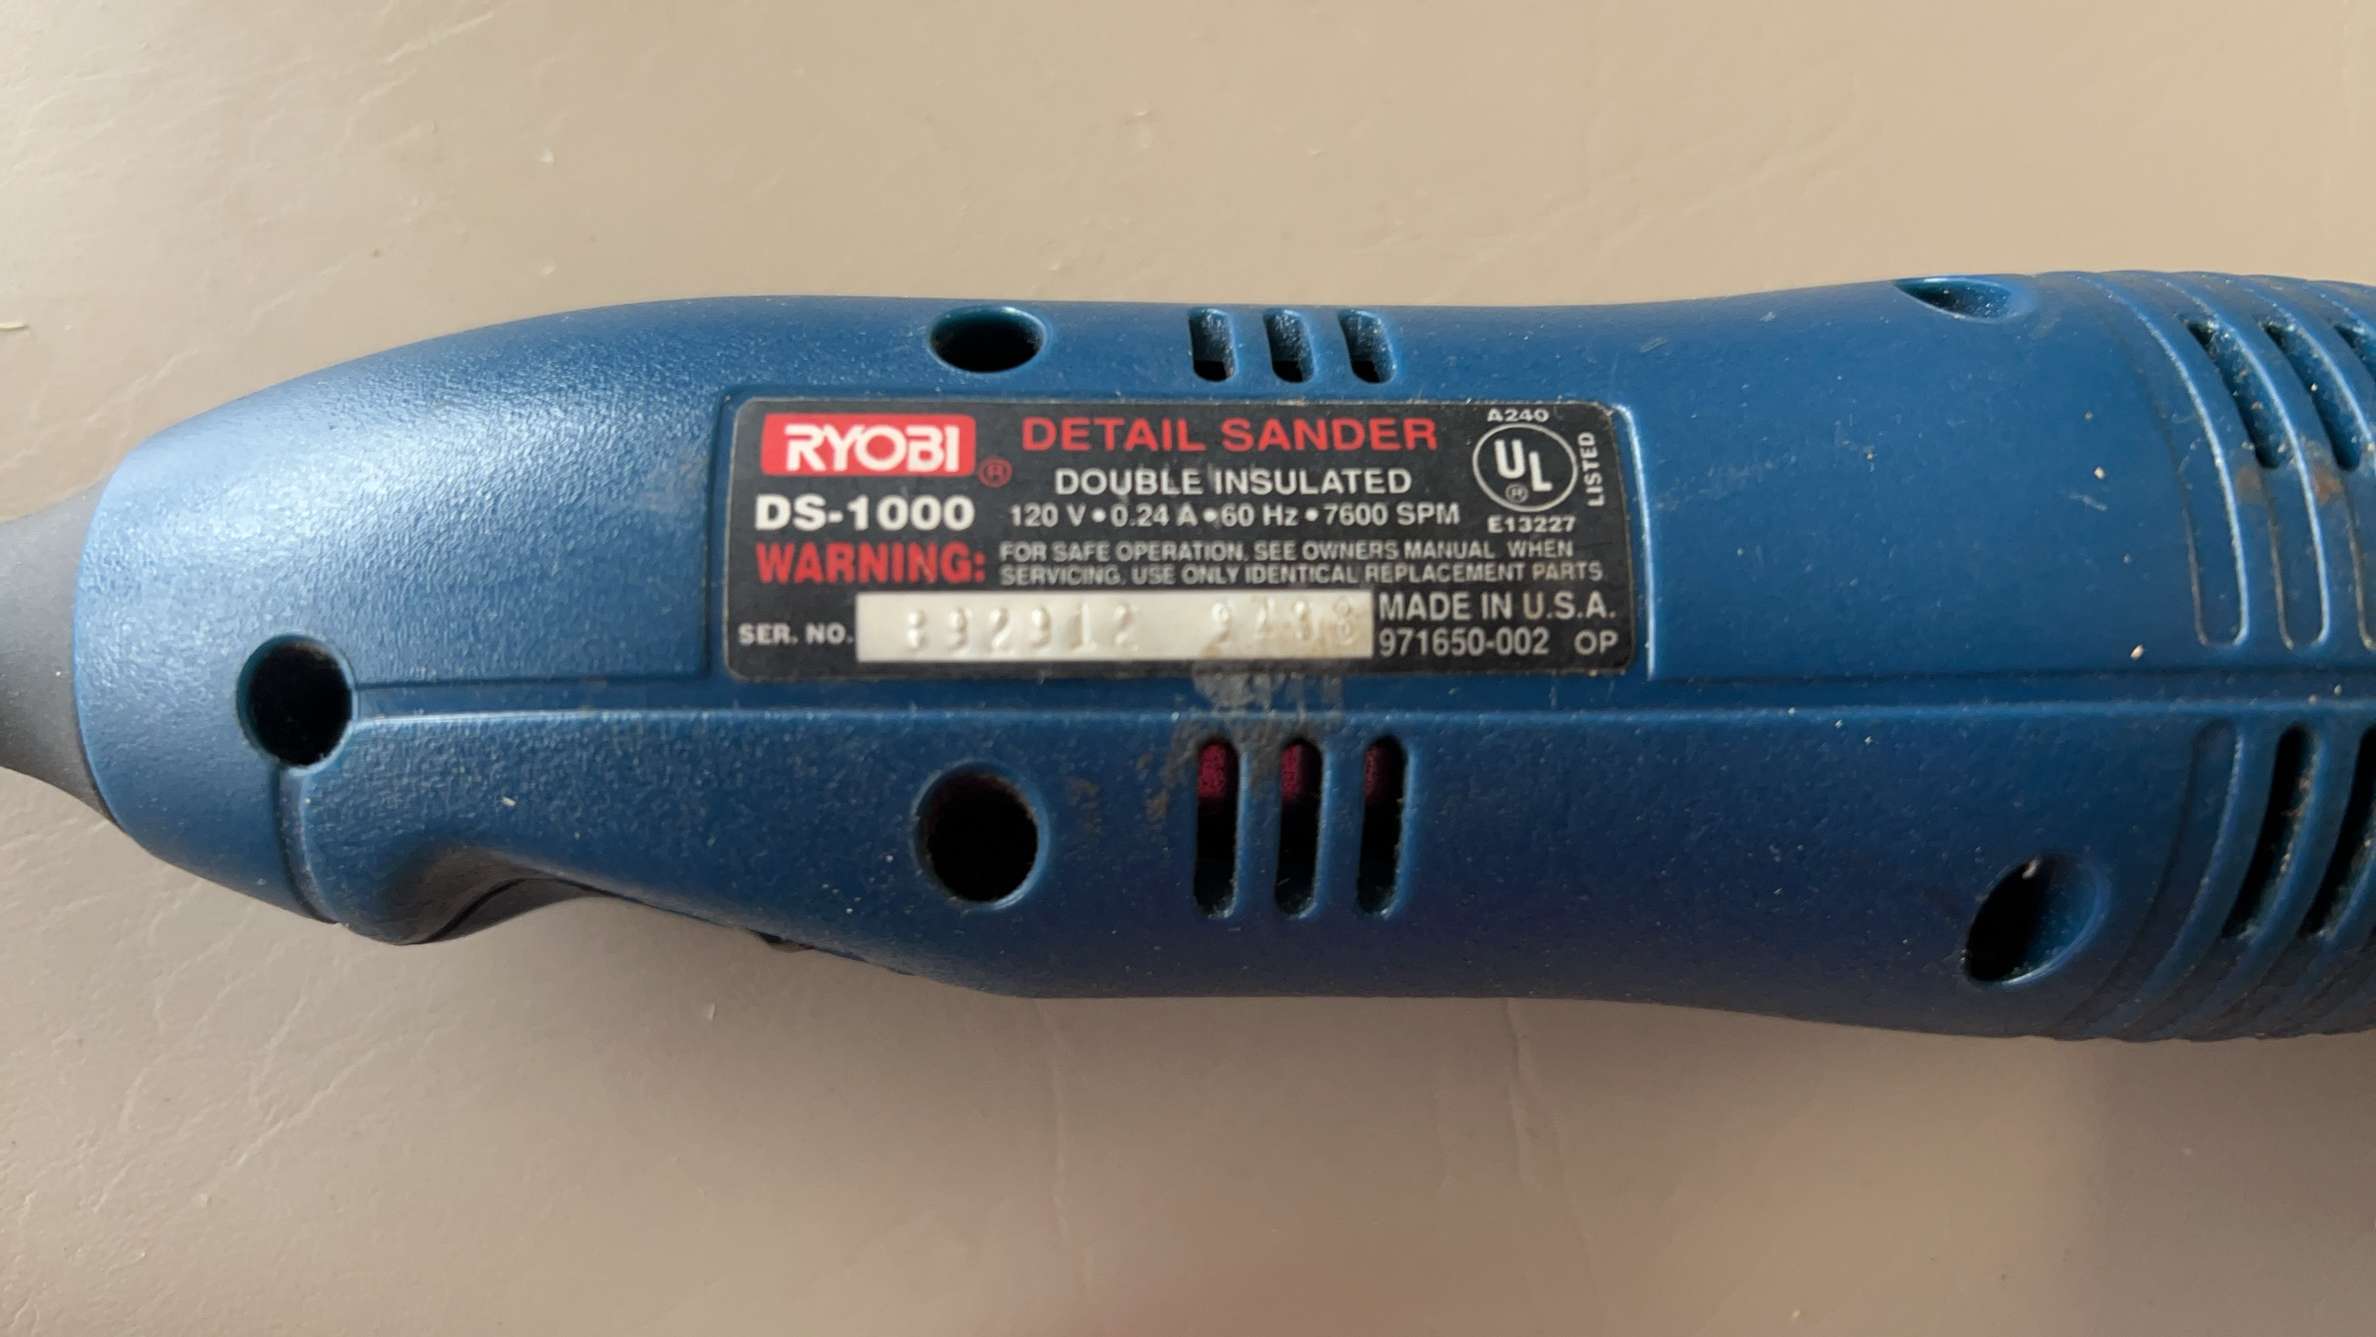 RYOBI ®
DETAIL SANDER
DOUBLE INSULATED
DS-1000
120 V • 0.24 A • 60 Hz • 7600 SPM
A240
UL ®
LISTED
E13227
WARNING: FOR SAFE OPERATION, SEE OWNERS MANUAL WHEN
SERVICING, USE ONLY IDENTICAL REPLACEMENT PARTS
SER. NO.
MADE IN U.S.A.
971650-002 OP